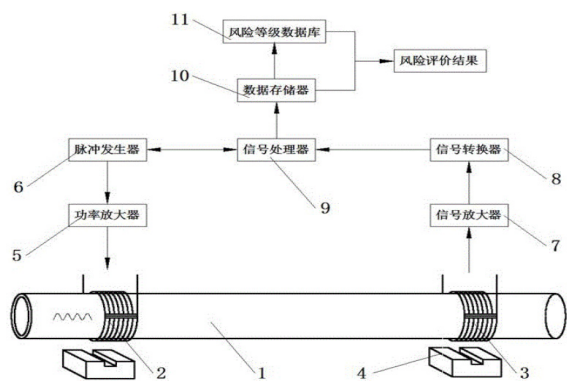 11
风险等级数据库
风险评价结果
10
数据存储器
脉冲发生器
信号处理器
信号转换器
6
9
8
功率放大器
信号放大器
5
7
2
1
4
3